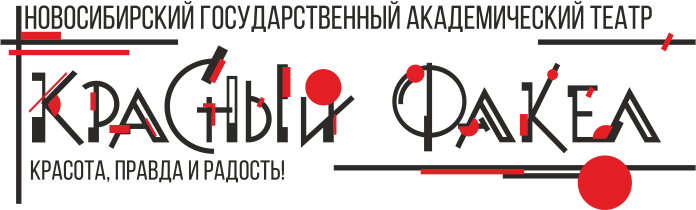 НОВОСИБИРСКИЙ ГОСУДАРСТВЕННЫЙ АКАДЕМИЧЕСКИЙ ТЕАТР
КРАСНЫЙ ФАКЕЛ
КРАСОТА, ПРАВДА И РАДОСТЬ!